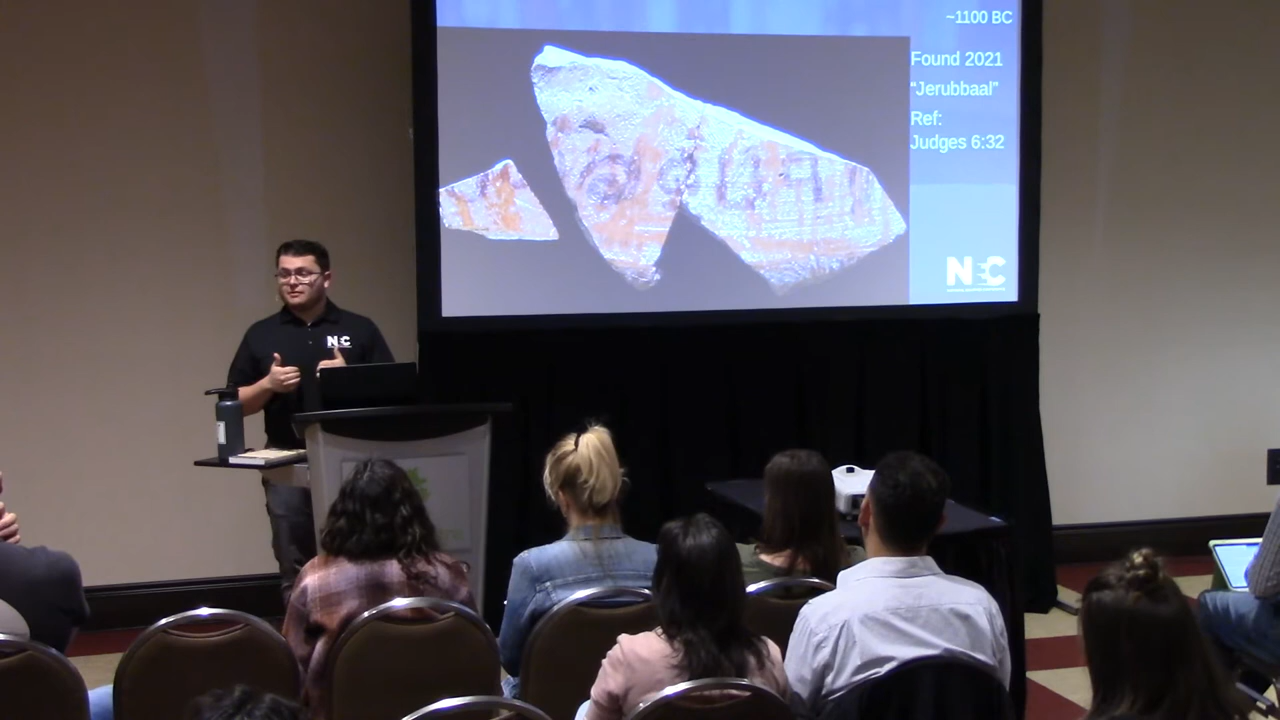 ~1100 BC
Found 2021
"Jerubbaal"
Ref:
Judges 6:32
NEC
NEC